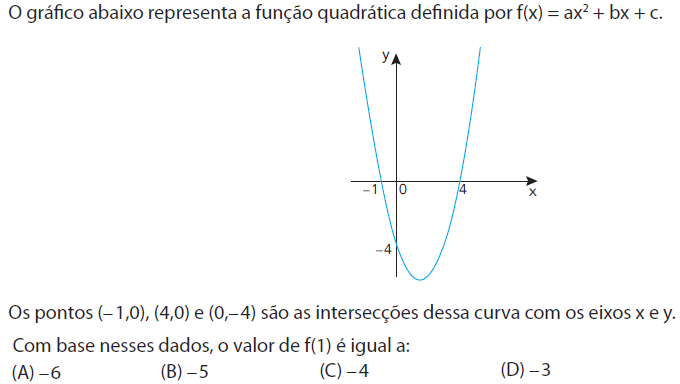 O gráfico abaixo representa a função quadrática definida por f(x) = ax² + bx + c.
y
−1 0 4
x
−4
Os pontos (−1,0), (4,0) e (0,−4) são as intersecções dessa curva com os eixos x e y.
Com base nesses dados, o valor de f(1) é igual a:
(A) −6 (B) −5 (C) −4 (D) −3